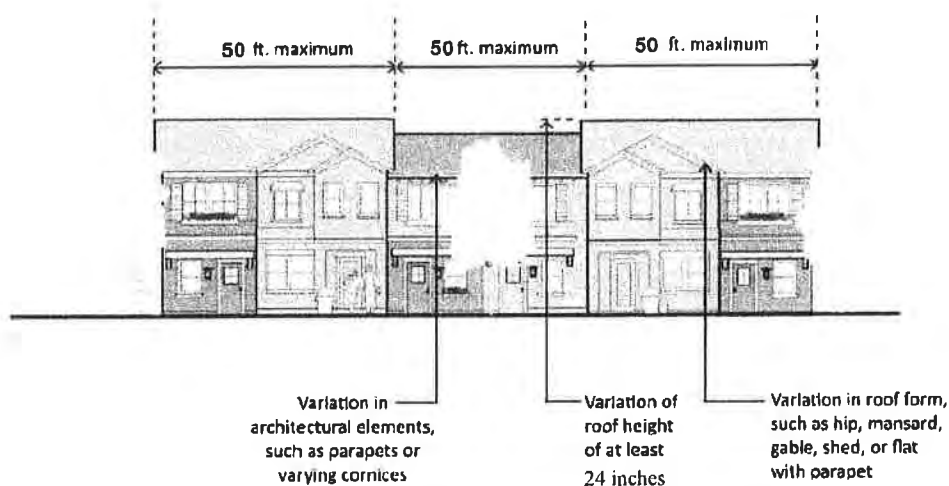 50 ft. maximum
50 ft. maximum
50 ft. maximum
Variation in
architectural elements,
such as parapets or
varying cornices
Variation of
roof height
of at least
24 inches
Variation in roof form,
such as hip, mansard,
gable, shed, or flat
with parapet